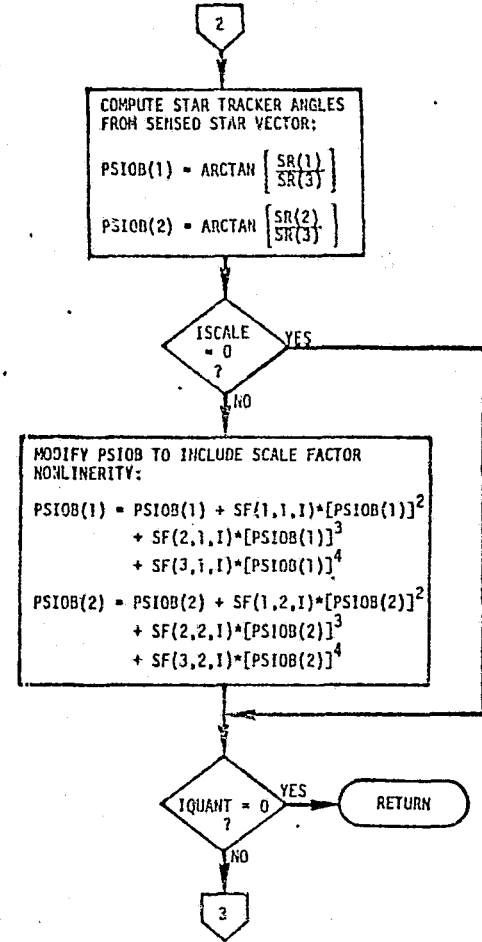 2
COMPUTE STAR TRACKER ANGLES
FROM SENSED STAR VECTOR:
PSIOB(1) = ARCTAN [SR(1)/SR(3)]
PSIOB(2) = ARCTAN [SR(2)/SR(3)]
ISCALE
= 0
?
YES
NO
MODIFY PSIOB TO INCLUDE SCALE FACTOR
NONLINERITY:
PSIOB(1) = PSIOB(1) + SF(1,1,I)*[PSIOB(1)]²
+ SF(2,1,I)*[PSIOB(1)]³
+ SF(3,1,I)*[PSIOB(1)]⁴
PSIOB(2) = PSIOB(2) + SF(1,2,I)*[PSIOB(2)]²
+ SF(2,2,I)*[PSIOB(2)]³
+ SF(3,2,I)*[PSIOB(2)]⁴
IQUANT = 0
?
YES
RETURN
NO
3